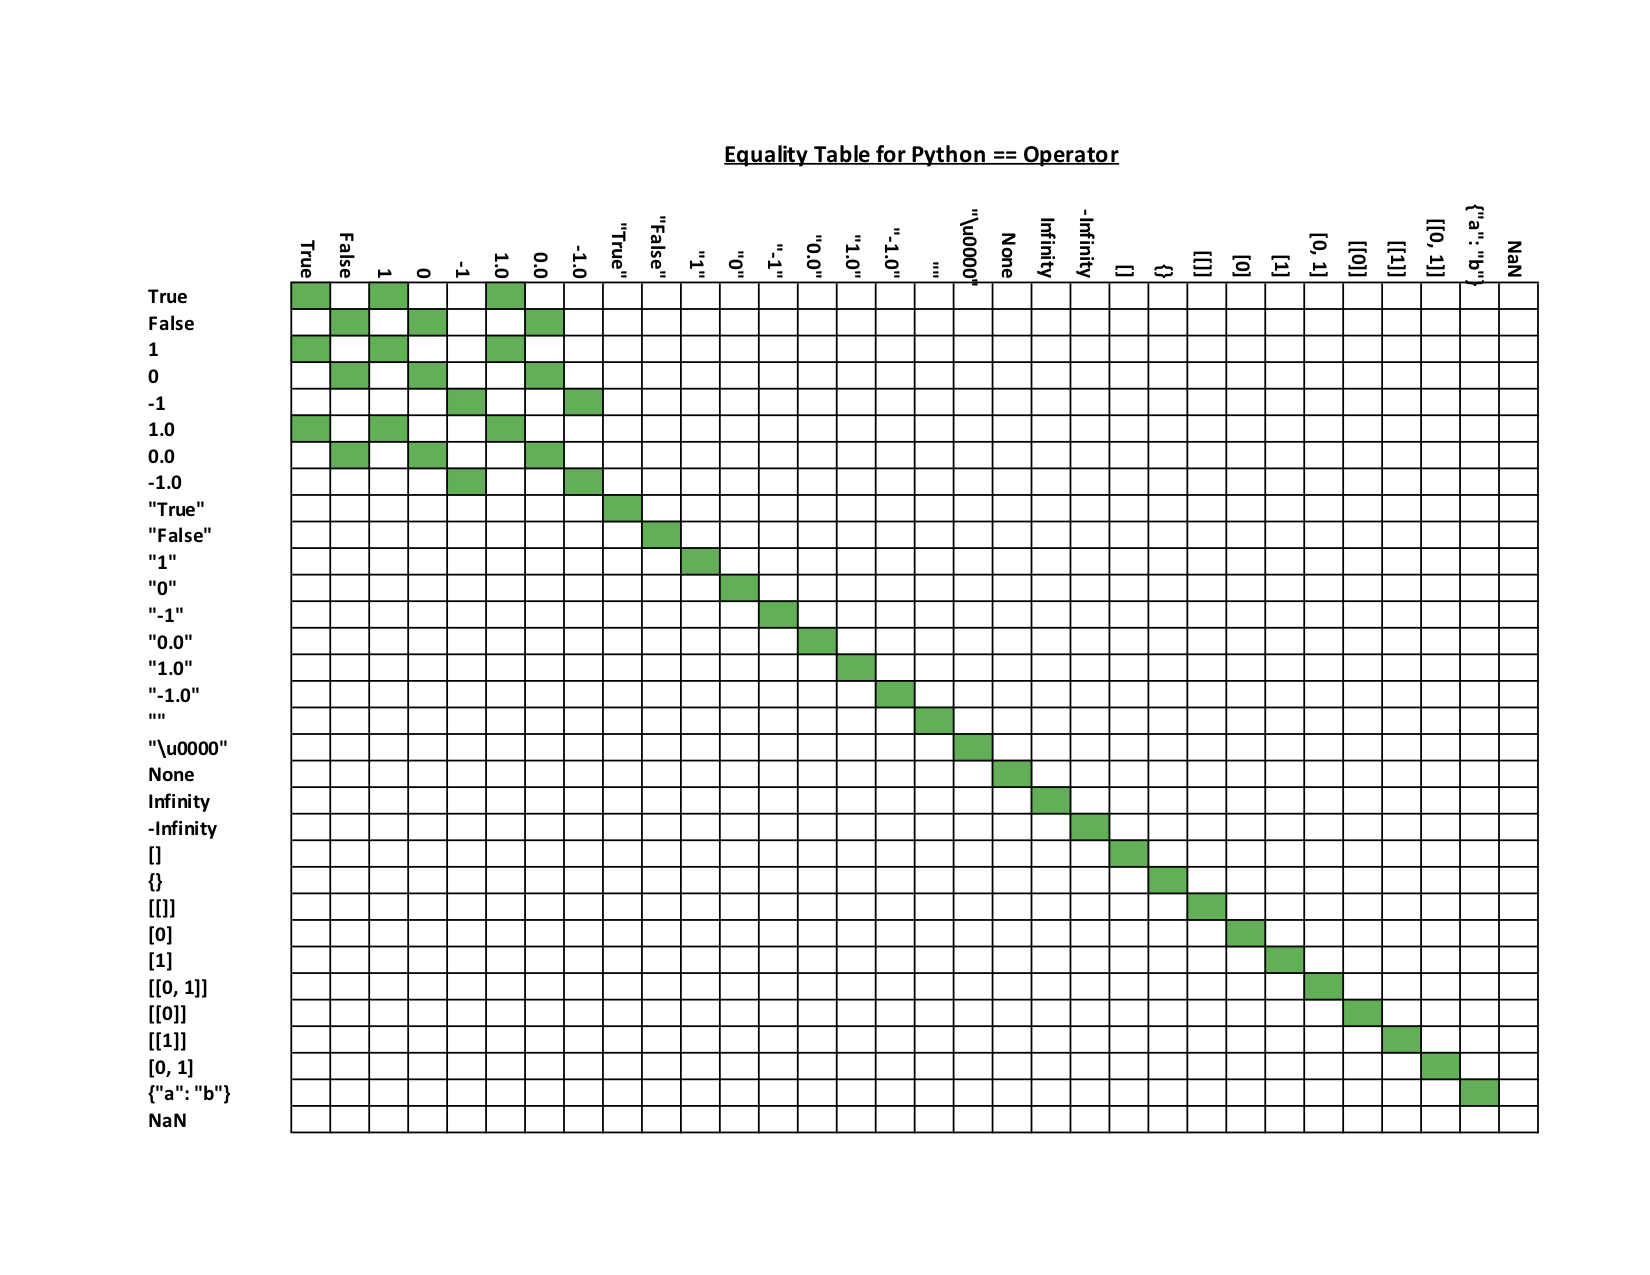 Equality Table for Python == Operator
True
False
1
0
-1
1.0
0.0
-1.0
"True"
"False"
"1"
"0"
"-1"
"0.0"
"1.0"
"-1.0"
""
"\u0000"
None
Infinity
-Infinity
[]
{}
[[]]
[0]
[1]
[0, 1]
[[0]]
[[1]]
[[0, 1]]
{"a": "b"}
NaN
True
False
1
0
-1
1.0
0.0
-1.0
"True"
"False"
"1"
"0"
"-1"
"0.0"
"1.0"
"-1.0"
""
"\u0000"
None
Infinity
-Infinity
[]
{}
[[]]
[0]
[1]
[[0, 1]]
[[0]]
[[1]]
[0, 1]
{"a": "b"}
NaN